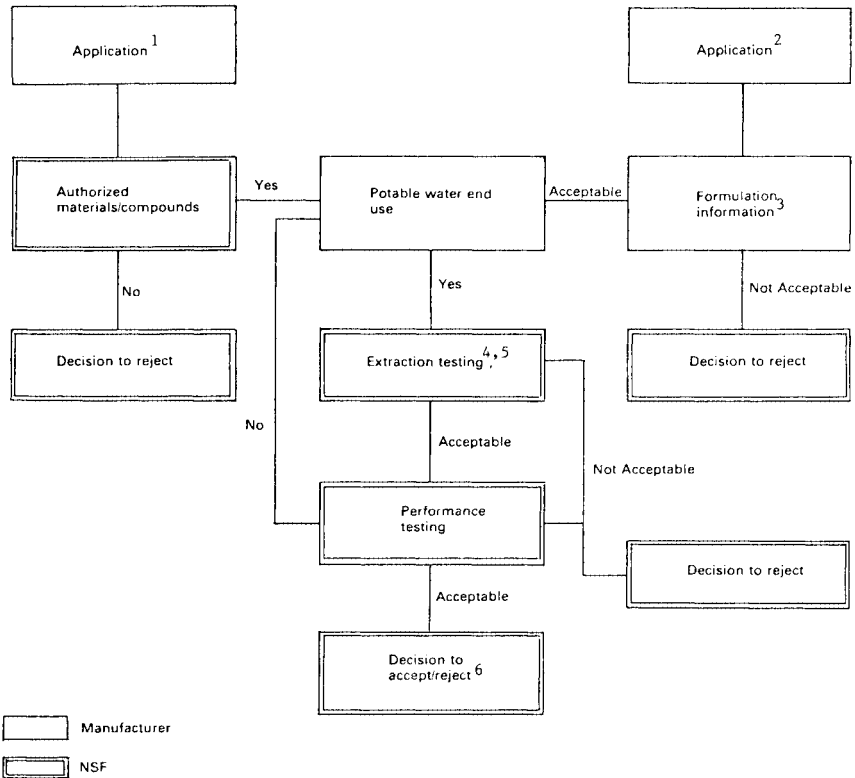 Application 1
Application 2
Authorized
materials/compounds
Yes
Potable water end
use
Acceptable
Formulation
information 3
No
Yes
Not Acceptable
Decision to reject
Extraction testing 4,5
Decision to reject
No
Acceptable
Not Acceptable
Performance
testing
Decision to reject
Acceptable
Decision to
accept/reject 6
Manufacturer
NSF